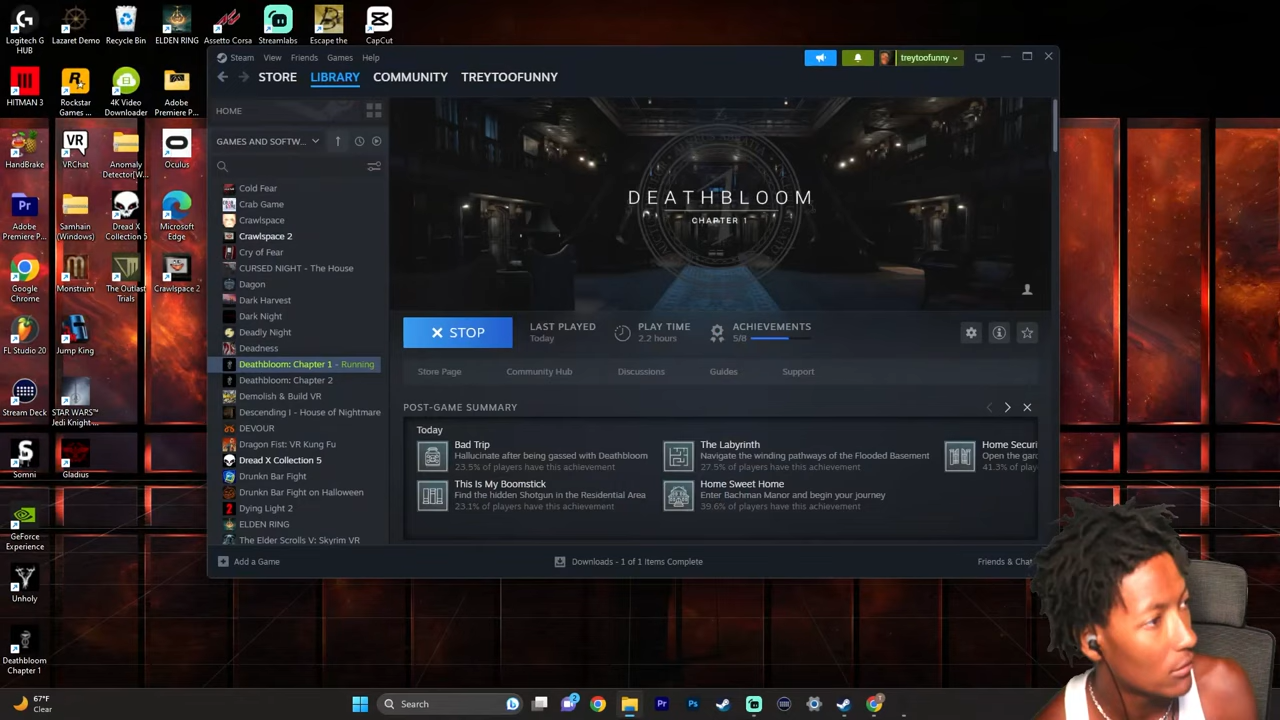 Logitech G HUB
Lazaret Demo
Recycle Bin
ELDEN RING
Assetto Corsa
Streamlabs
Escape the
CapCut
HITMAN 3
Rockstar Games ...
4K Video Downloader
Adobe Premiere P...
HandBrake
VRChat
Anomaly Detector[W...
Oculus
Adobe Premiere P...
Samhain (Windows)
Dread X Collection 5
Microsoft Edge
Google Chrome
Monstrum
The Outlast Trials
Crawlspace 2
FL Studio 20
Jump King
Stream Deck
STAR WARS™ Jedi Knight -...
Somni
Gladius
GeForce Experience
Unholy
Deathbloom Chapter 1
Steam View Friends Games Help
treytoofunny
STORE LIBRARY COMMUNITY TREYTOOFUNNY
HOME
GAMES AND SOFTW...
Cold Fear
Crab Game
Crawlspace
Crawlspace 2
Cry of Fear
CURSED NIGHT - The House
Dagon
Dark Harvest
Dark Night
Deadly Night
Deadness
Deathbloom: Chapter 1 - Running
Deathbloom: Chapter 2
Demolish & Build VR
Descending I - House of Nightmare
DEVOUR
Dragon Fist: VR Kung Fu
Dread X Collection 5
Drunkn Bar Fight
Drunkn Bar Fight on Halloween
Dying Light 2
ELDEN RING
The Elder Scrolls V: Skyrim VR
DEATHBLOOM
CHAPTER 1
STOP
LAST PLAYED
Today
PLAY TIME
2.2 hours
ACHIEVEMENTS
5/8
Store Page Community Hub Discussions Guides Support
POST-GAME SUMMARY
Today
Bad Trip
Hallucinate after being gassed with Deathbloom
23.5% of players have this achievement
The Labyrinth
Navigate the winding pathways of the Flooded Basement
27.5% of players have this achievement
Home Securi
Open the gar
41.3% of play
This Is My Boomstick
Find the hidden Shotgun in the Residential Area
23.1% of players have this achievement
Home Sweet Home
Enter Bachman Manor and begin your journey
39.6% of players have this achievement
Add a Game
Downloads - 1 of 1 Items Complete
Friends & Chat
67°F
Clear
Search